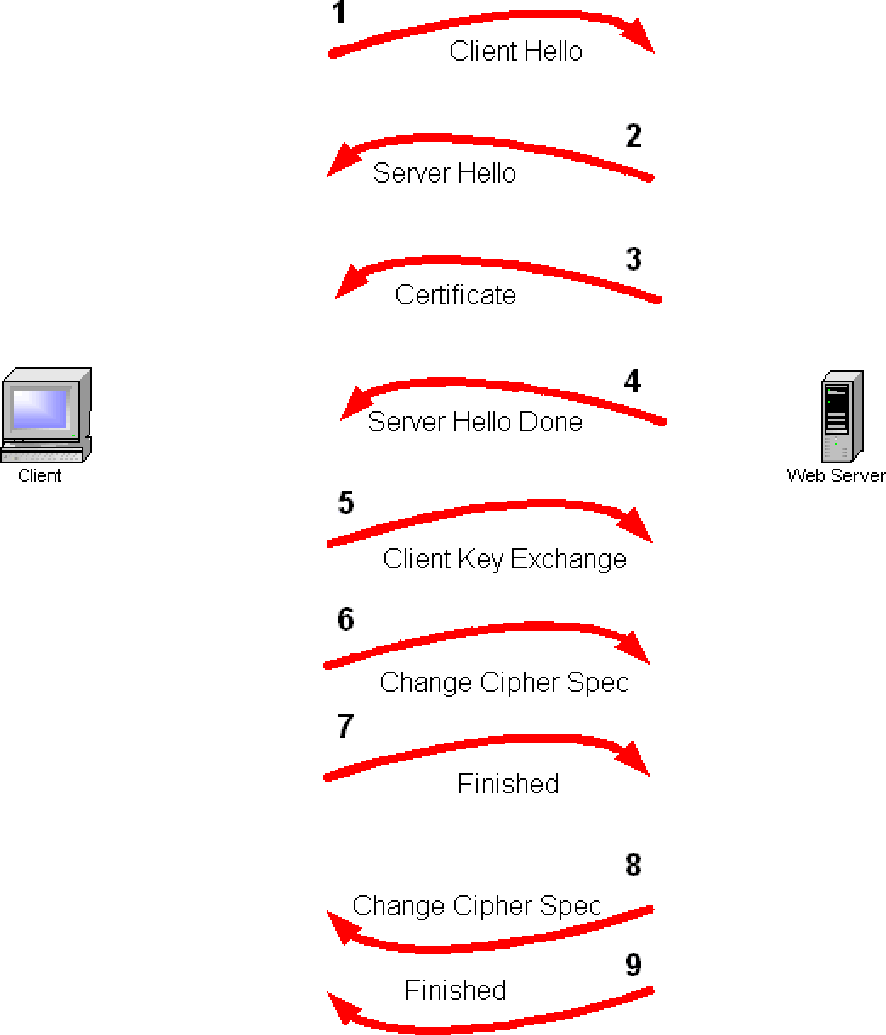 1
Client Hello
2
Server Hello
3
Certificate
4
Server Hello Done
Client
Web Server
5
Client Key Exchange
6
Change Cipher Spec
7
Finished
8
Change Cipher Spec
9
Finished